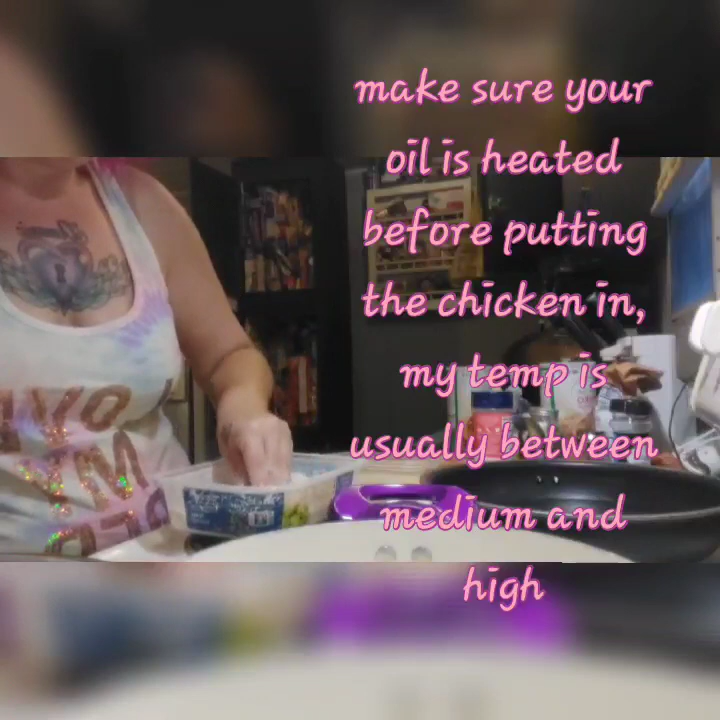 make sure your
oil is heated
before putting
the chicken in,
my temp is
usually between
medium and
high
MY